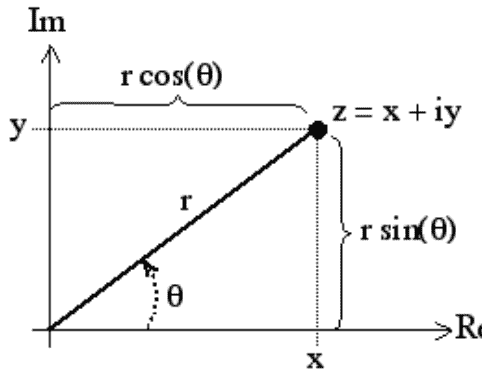 Im
r cos(θ)
z = x + iy
y
r
r sin(θ)
θ
Re
x